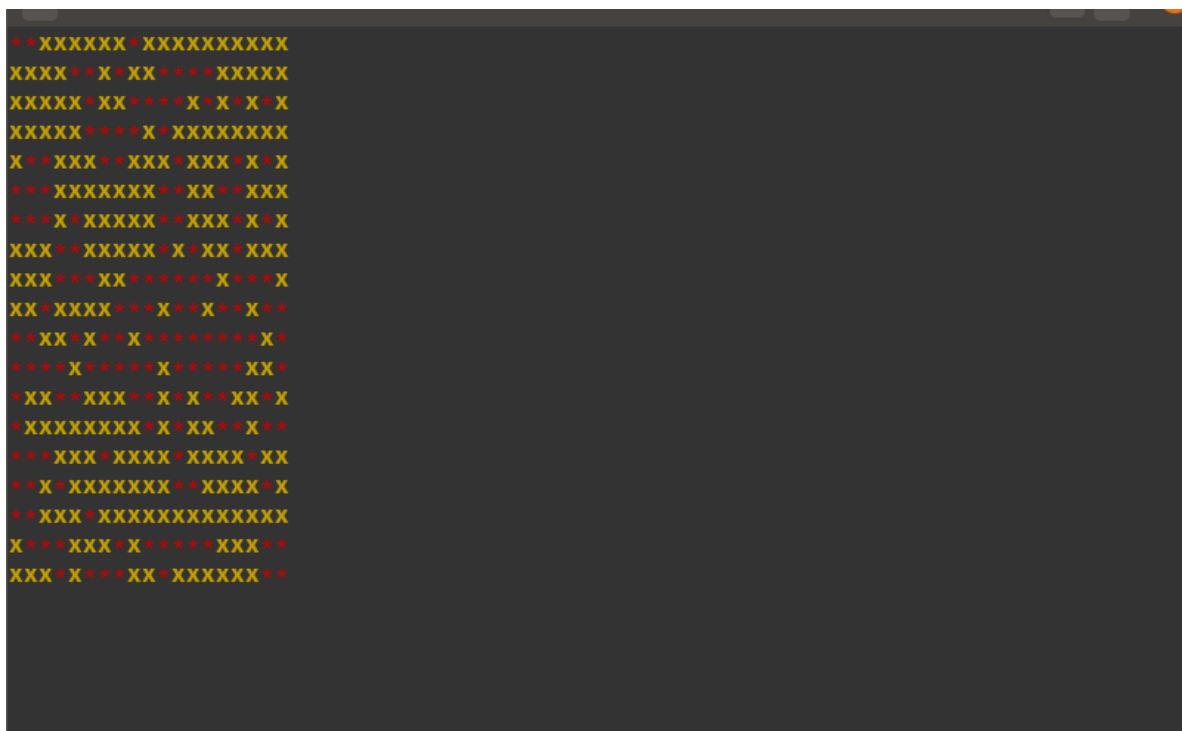 **XXXXXX*XXXXXXXXXX
XXXX**X*XX****XXXXX
XXXXX*XX****X*X*X*X
XXXXX****X*XXXXXXXX
X**XXX**XXX*XXX*X*X
***XXXXXXX**XX**XXX
***X*XXXXX**XXX*X*X
XXX**XXXXX*X*XX*XXX
XXX***XX******X***X
XX*XXXX***X**X**X**
**XX*X**X********X*
****X*****X*****XX*
*XX**XXX**X*X**XX*X
*XXXXXXXX*X*XX**X**
***XXX*XXXX*XXXX*XX
**X*XXXXXXX**XXXX*X
**XXX*XXXXXXXXXXXXX
X***XXX*X*****XXX**
XXX*X***XX*XXXXXX**